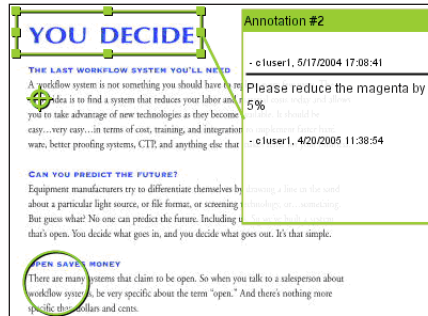 YOU DECIDE
THE LAST WORKFLOW SYSTEM YOU'LL NEED
A workflow system is not something you should have to
idea is to find a system that reduces your labor and
you to take advantage of new technologies as they become
easy…very easy…in terms of cost, training, and integration
ware, better proofing systems, CTP, and anything else that
CAN YOU PREDICT THE FUTURE?
Equipment manufacturers try to differentiate themselves by drawing a line in the sand
about a particular light source, or file format, or screening
But guess what? No one can predict the future. Including
that's open. You decide what goes in, and you decide what goes out. It's that simple.
OPEN SAVES MONEY
There are many systems that claim to be open. So when you talk to a salesperson about
workflow systems, be very specific about the term "open." And there's nothing more
specific than dollars and cents.
Annotation #2
- cluser1, 5/17/2004 17:08:41
Please reduce the magenta by
5%
- cluser1, 4/20/2005 11:38:54